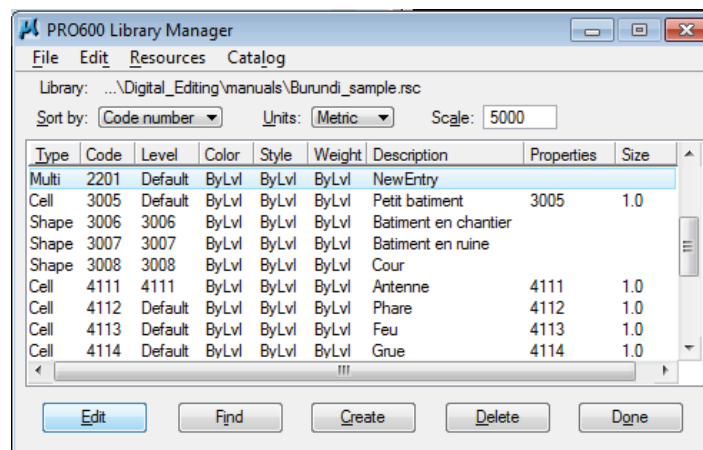 PRO600 Library Manager
File Edit Resources Catalog
Library: ...\Digital_Editing\manuals\Burundi_sample.rsc
Sort by: Code number Units: Metric Scale: 5000
Type Code Level Color Style Weight Description Properties Size
Multi 2201 Default ByLvl ByLvl ByLvl NewEntry
Cell 3005 Default ByLvl ByLvl ByLvl Petit batiment 3005 1.0
Shape 3006 3006 ByLvl ByLvl ByLvl Batiment en chantier
Shape 3007 3007 ByLvl ByLvl ByLvl Batiment en ruine
Shape 3008 3008 ByLvl ByLvl ByLvl Cour
Cell 4111 4111 ByLvl ByLvl ByLvl Antenne 4111 1.0
Cell 4112 Default ByLvl ByLvl ByLvl Phare 4112 1.0
Cell 4113 Default ByLvl ByLvl ByLvl Feu 4113 1.0
Cell 4114 Default ByLvl ByLvl ByLvl Grue 4114 1.0
Edit Find Create Delete Done